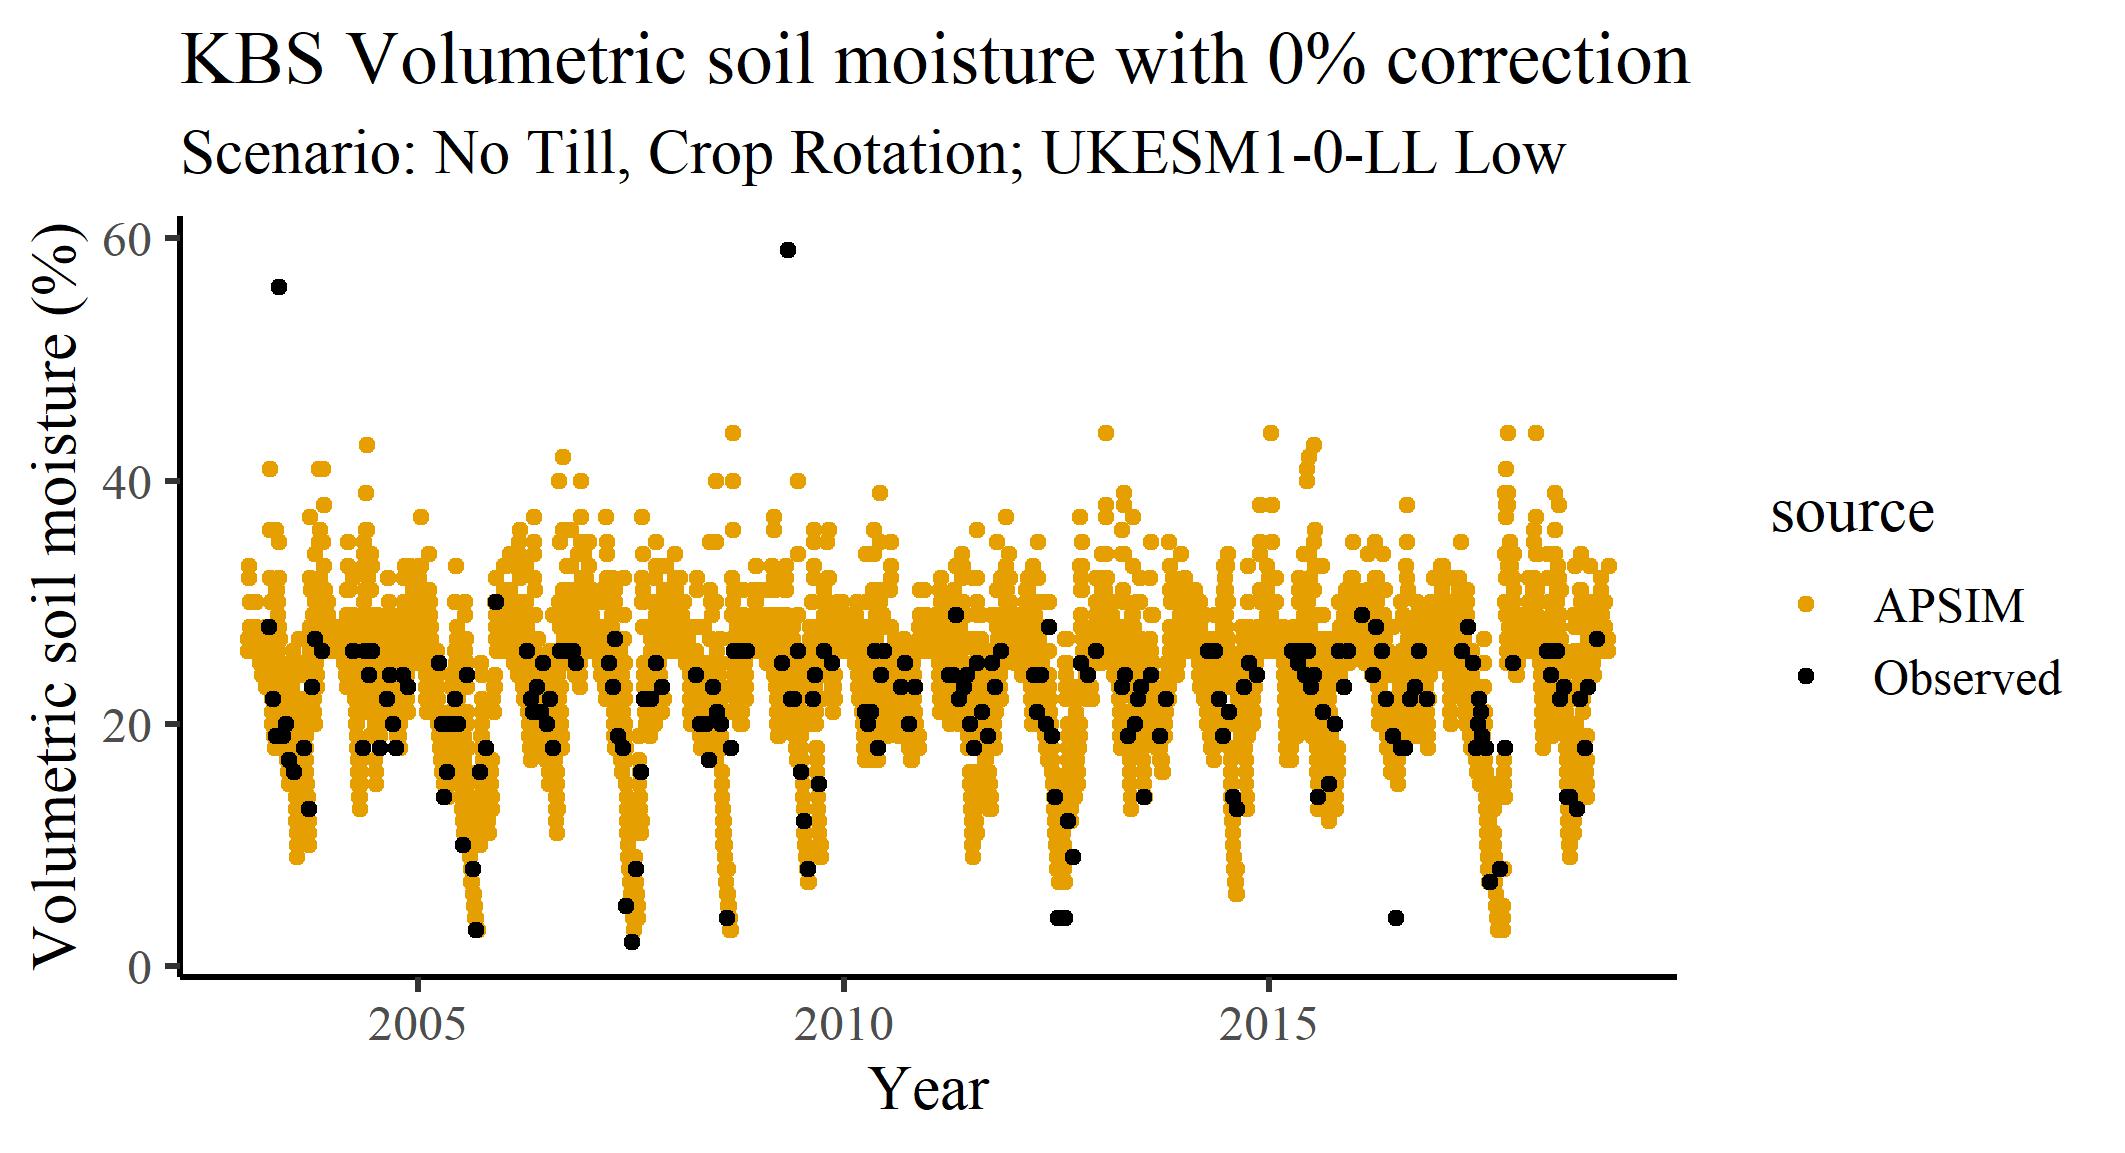 KBS Volumetric soil moisture with 0% correction
Scenario: No Till, Crop Rotation; UKESM1-0-LL Low
Volumetric soil moisture (%)
60
40
20
0
2005 2010 2015
Year
source
APSIM
Observed